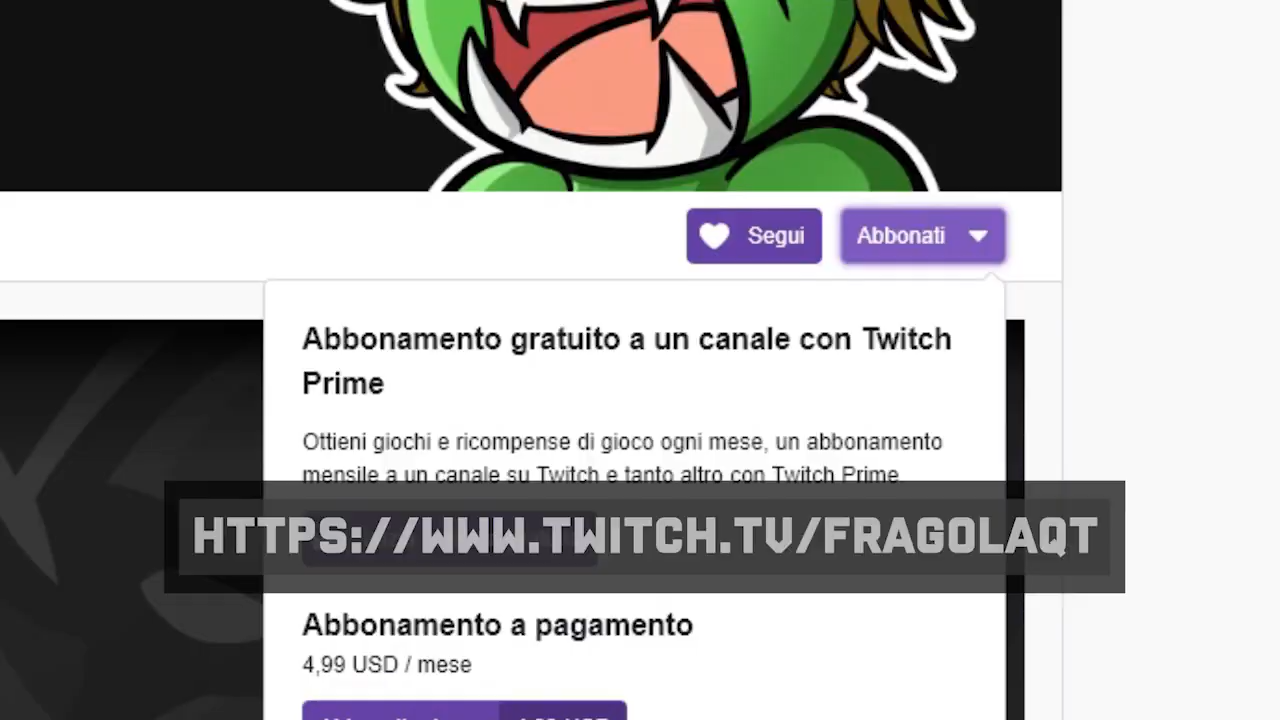 Segui
Abbonati
Abbonamento gratuito a un canale con Twitch
Prime
Ottieni giochi e ricompense di gioco ogni mese, un abbonamento
mensile a un canale su Twitch e tanto altro con Twitch Prime.
HTTPS://WWW.TWITCH.TV/FRAGOLAQT
Abbonamento a pagamento
4,99 USD / mese